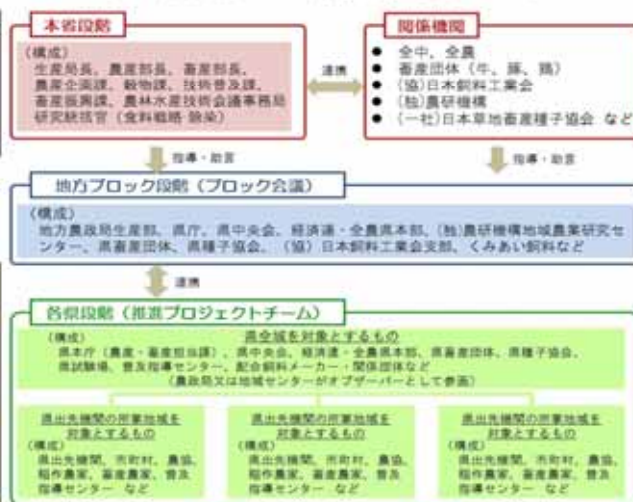 本省段階
(構成)
生産局長、農産部長、畜産部長、
農産企画課、穀物課、技術普及課、
畜産振興課、農林水産技術会議事務局
研究統括官(食料戦略・除染)
連携
関係機関
● 全中、全農
● 畜産団体(牛、豚、鶏)
● (協)日本飼料工業会
● (独)農研機構
● (一社)日本草地畜産種子協会 など
指導・助言
指導・助言
地方ブロック段階(ブロック会議)
(構成)
地方農政局生産部、県庁、県中央会、経済連・全農県本部、(独)農研機構地域農業研究セ
ンター、県畜産団体、県種子協会、(協)日本飼料工業会支部、くみあい飼料など
連携
各県段階(推進プロジェクトチーム)
(構成)
県全域を対象とするもの
県本庁(農産・畜産担当課)、県中央会、経済連・全農県本部、県畜産団体、県種子協会、
県試験場、普及指導センター、配合飼料メーカー・関係団体など
(農政局又は地域センターがオブザーバーとして参画)
県出先機関の所掌地域を
対象とするもの
(構成)
県出先機関、市町村、農協、
稲作農家、畜産農家、普及
指導センター など
県出先機関の所掌地域を
対象とするもの
(構成)
県出先機関、市町村、農協、
稲作農家、畜産農家、普及
指導センター など
県出先機関の所掌地域を
対象とするもの
(構成)
県出先機関、市町村、農協、
稲作農家、畜産農家、普及
指導センター など